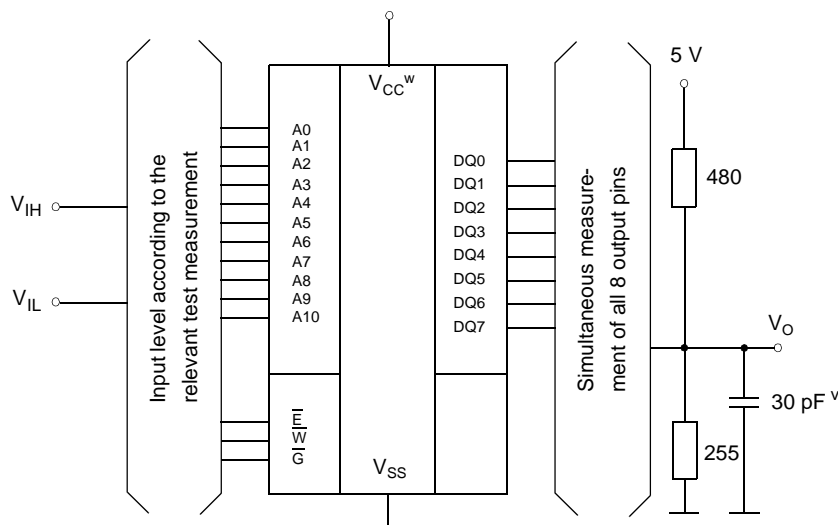 V_IH
V_IL
Input level according to the
relevant test measurement
V_CC^w
A0
A1
A2
A3
A4
A5
A6
A7
A8
A9
A10
E̅
W̅
G̅
V_SS
DQ0
DQ1
DQ2
DQ3
DQ4
DQ5
DQ6
DQ7
Simultaneous measure-
ment of all 8 output pins
5 V
480
V_O
30 pF ^v
255